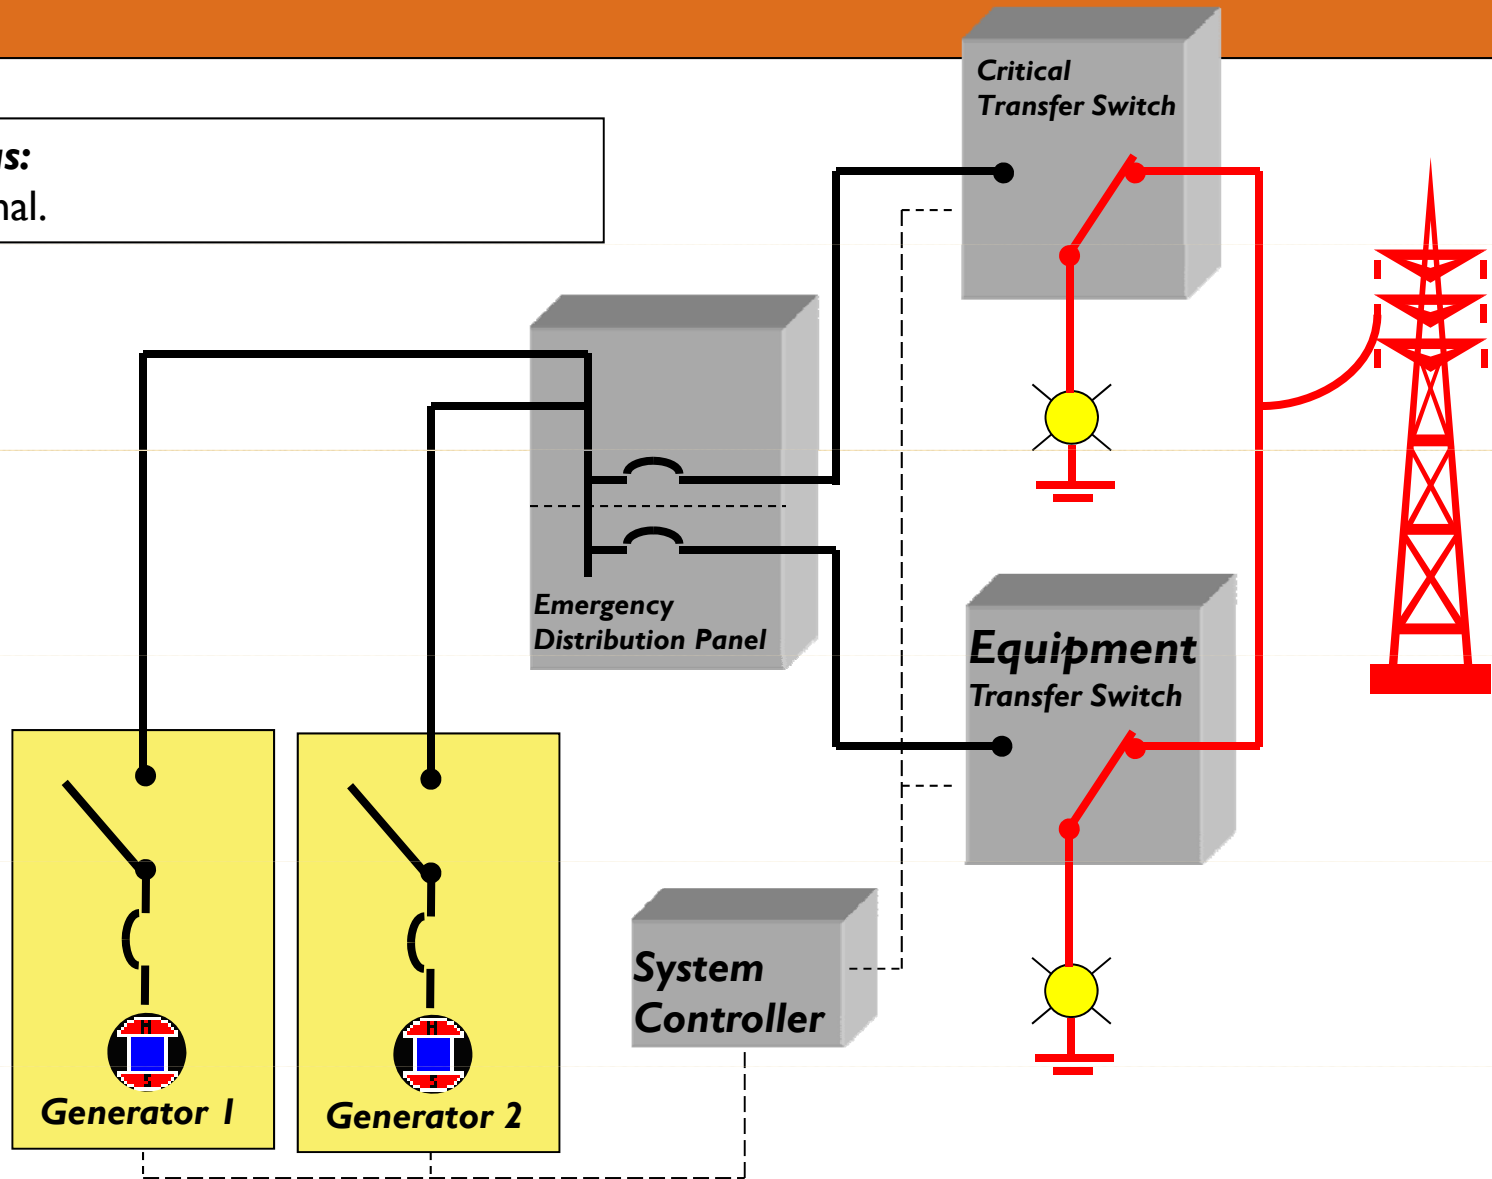 Critical
Transfer Switch
us:
nal.
Emergency
Distribution Panel
Equipment
Transfer Switch
System
Controller
H
S
Generator 1
H
S
Generator 2